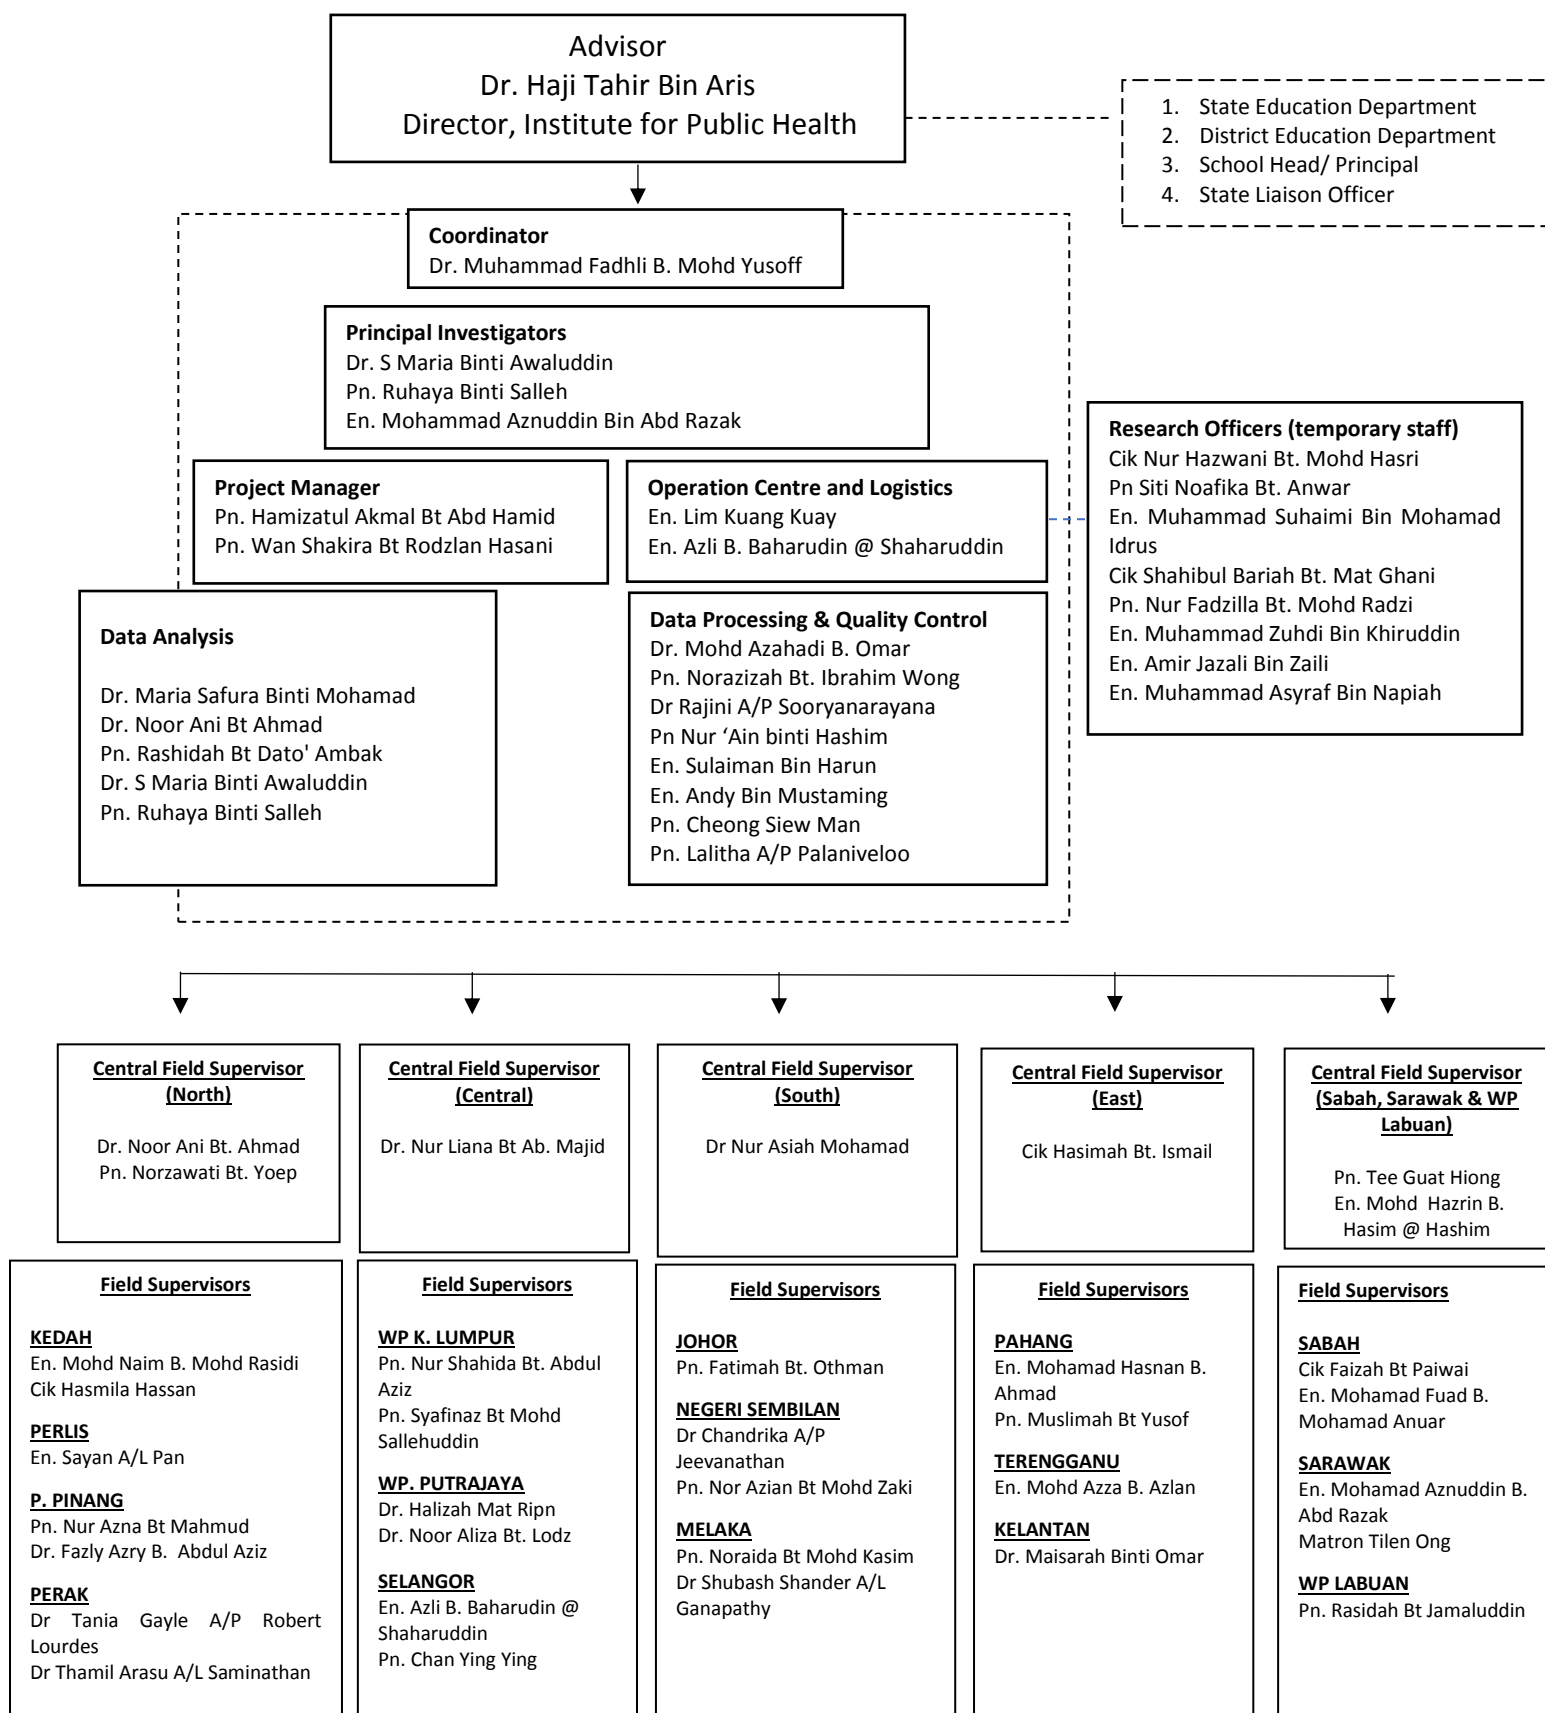 Advisor
Dr. Haji Tahir Bin Aris
Director, Institute for Public Health
1. State Education Department
2. District Education Department
3. School Head/ Principal
4. State Liaison Officer
Coordinator
Dr. Muhammad Fadhli B. Mohd Yusoff
Principal Investigators
Dr. S Maria Binti Awaluddin
Pn. Ruhaya Binti Salleh
En. Mohammad Aznuddin Bin Abd Razak
Project Manager
Pn. Hamizatul Akmal Bt Abd Hamid
Pn. Wan Shakira Bt Rodzlan Hasani
Operation Centre and Logistics
En. Lim Kuang Kuay
En. Azli B. Baharudin @ Shaharuddin
Research Officers (temporary staff)
Cik Nur Hazwani Bt. Mohd Hasri
Pn Siti Noafika Bt. Anwar
En. Muhammad Suhaimi Bin Mohamad
Idrus
Cik Shahibul Bariah Bt. Mat Ghani
Pn. Nur Fadzilla Bt. Mohd Radzi
En. Muhammad Zuhdi Bin Khiruddin
En. Amir Jazali Bin Zaili
En. Muhammad Asyraf Bin Napiah
Data Analysis
Dr. Maria Safura Binti Mohamad
Dr. Noor Ani Bt Ahmad
Pn. Rashidah Bt Dato' Ambak
Dr. S Maria Binti Awaluddin
Pn. Ruhaya Binti Salleh
Data Processing & Quality Control
Dr. Mohd Azahadi B. Omar
Pn. Norazizah Bt. Ibrahim Wong
Dr Rajini A/P Sooryanarayana
Pn Nur ‘Ain binti Hashim
En. Sulaiman Bin Harun
En. Andy Bin Mustaming
Pn. Cheong Siew Man
Pn. Lalitha A/P Palaniveloo
Central Field Supervisor
(North)
Dr. Noor Ani Bt. Ahmad
Pn. Norzawati Bt. Yoep
Central Field Supervisor
(Central)
Dr. Nur Liana Bt Ab. Majid
Central Field Supervisor
(South)
Dr Nur Asiah Mohamad
Central Field Supervisor
(East)
Cik Hasimah Bt. Ismail
Central Field Supervisor
(Sabah, Sarawak & WP
Labuan)
Pn. Tee Guat Hiong
En. Mohd Hazrin B.
Hasim @ Hashim
Field Supervisors
KEDAH
En. Mohd Naim B. Mohd Rasidi
Cik Hasmila Hassan
PERLIS
En. Sayan A/L Pan
P. PINANG
Pn. Nur Azna Bt Mahmud
Dr. Fazly Azry B. Abdul Aziz
PERAK
Dr Tania Gayle A/P Robert
Lourdes
Dr Thamil Arasu A/L Saminathan
Field Supervisors
WP K. LUMPUR
Pn. Nur Shahida Bt. Abdul
Aziz
Pn. Syafinaz Bt Mohd
Sallehuddin
WP. PUTRAJAYA
Dr. Halizah Mat Ripn
Dr. Noor Aliza Bt. Lodz
SELANGOR
En. Azli B. Baharudin @
Shaharuddin
Pn. Chan Ying Ying
Field Supervisors
JOHOR
Pn. Fatimah Bt. Othman
NEGERI SEMBILAN
Dr Chandrika A/P
Jeevanathan
Pn. Nor Azian Bt Mohd Zaki
MELAKA
Pn. Noraida Bt Mohd Kasim
Dr Shubash Shander A/L
Ganapathy
Field Supervisors
PAHANG
En. Mohamad Hasnan B.
Ahmad
Pn. Muslimah Bt Yusof
TERENGGANU
En. Mohd Azza B. Azlan
KELANTAN
Dr. Maisarah Binti Omar
Field Supervisors
SABAH
Cik Faizah Bt Paiwai
En. Mohamad Fuad B.
Mohamad Anuar
SARAWAK
En. Mohamad Aznuddin B.
Abd Razak
Matron Tilen Ong
WP LABUAN
Pn. Rasidah Bt Jamaluddin